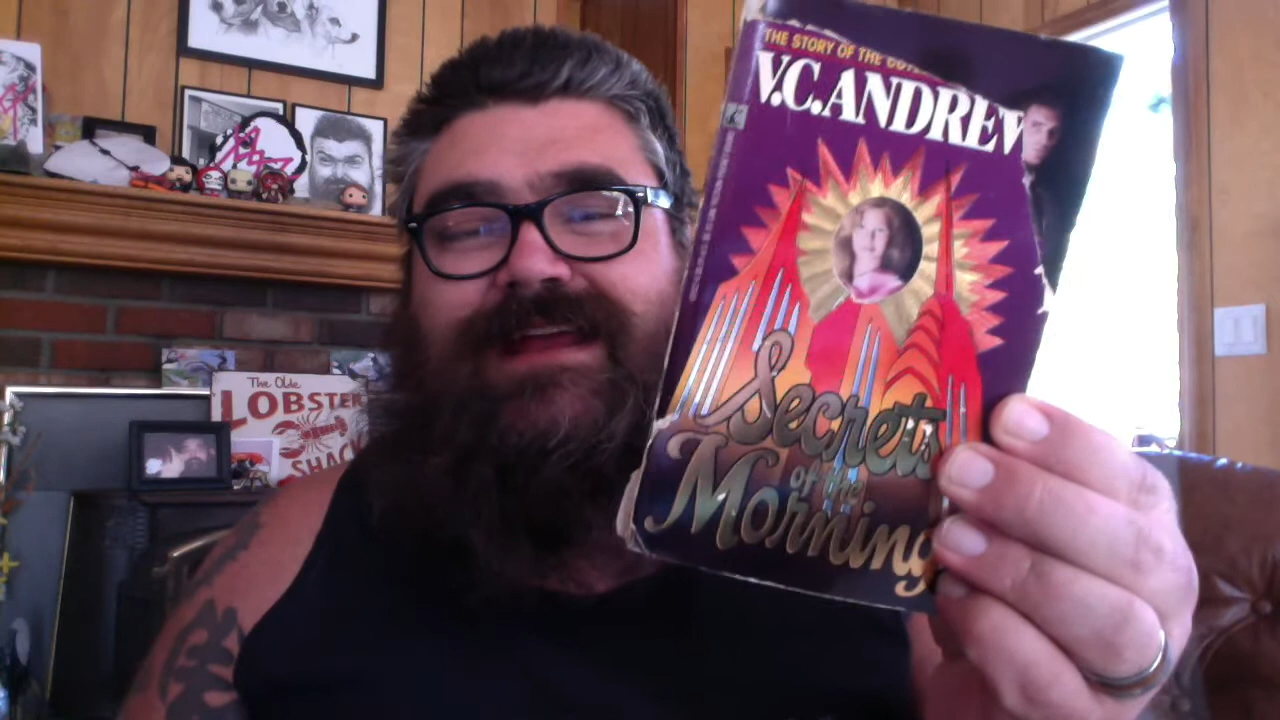 THE STORY OF THE
V.C. ANDREW
Secrets
of the
Morning
The Olde
LOBSTER
SHACK